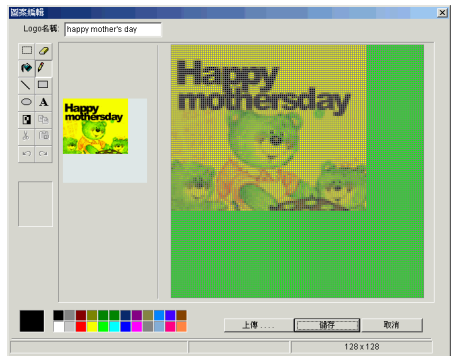 圖案編輯
Logo名稱 happy mother's day
A
Happy
mothersday
Happy
mothersday
上傳 ....
儲存
取消
128 x 128